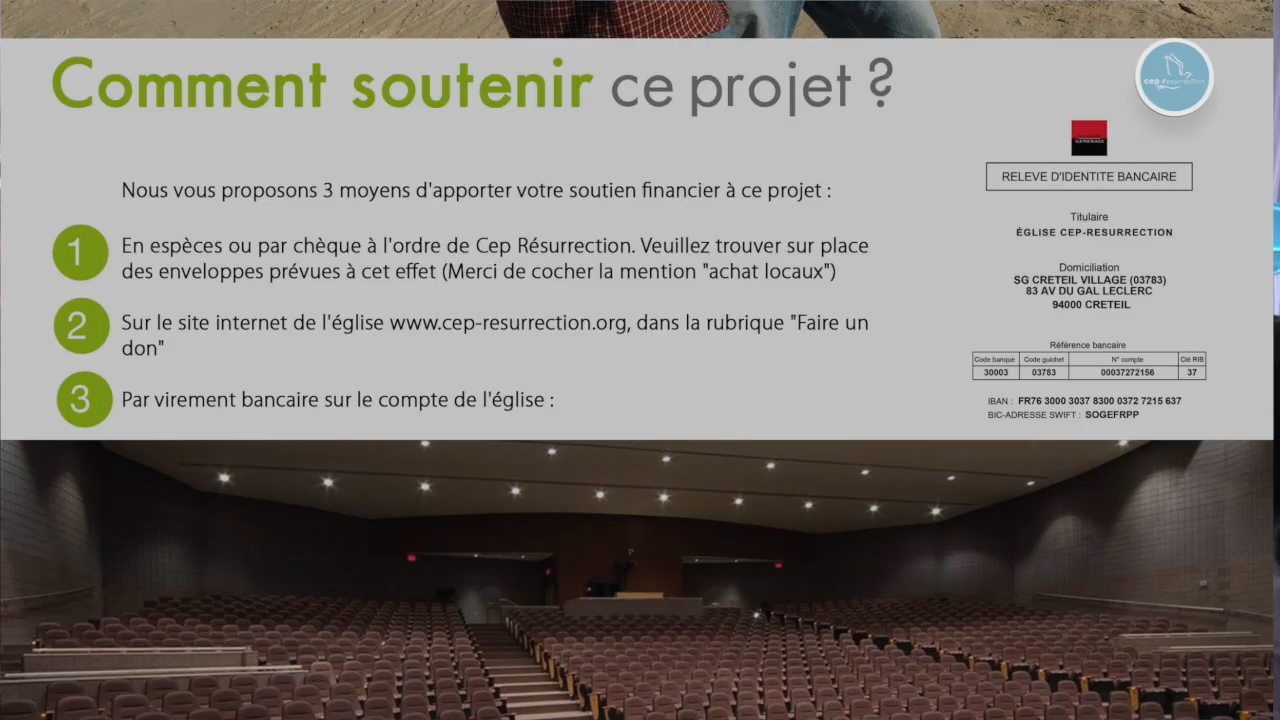 Comment soutenir ce projet ?
cep-resurrection
Nous vous proposons 3 moyens d'apporter votre soutien financier à ce projet :
1
En espèces ou par chèque à l'ordre de Cep Résurrection. Veuillez trouver sur place
des enveloppes prévues à cet effet (Merci de cocher la mention "achat locaux")
2
Sur le site internet de l'église www.cep-resurrection.org, dans la rubrique "Faire un
don"
3
Par virement bancaire sur le compte de l'église :
GENERALE
RELEVE D'IDENTITE BANCAIRE
Titulaire
ÉGLISE CEP-RESURRECTION
Domiciliation
SG CRETEIL VILLAGE (03783)
83 AV DU GAL LECLERC
94000 CRETEIL
Référence bancaire
Code banque Code guichet N° compte Clé RIB
30003 03783 00037272156 37
IBAN : FR76 3000 3037 8300 0372 7215 637
BIC-ADRESSE SWIFT : SOGEFRPP